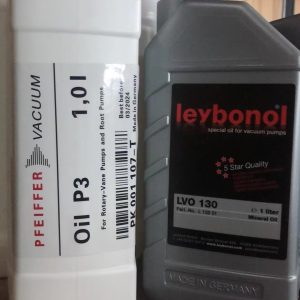 PFEIFFER VACUUM
Oil P3 1,0 l
For Rotary-Vane Pumps and Root Pumps
PK 001 107-T
Best before
Made in Germany
leybonol
special oil for vacuum pumps
5 Star Quality
LVO 130
1 liter
Mineral Oil
MADE IN GERMANY